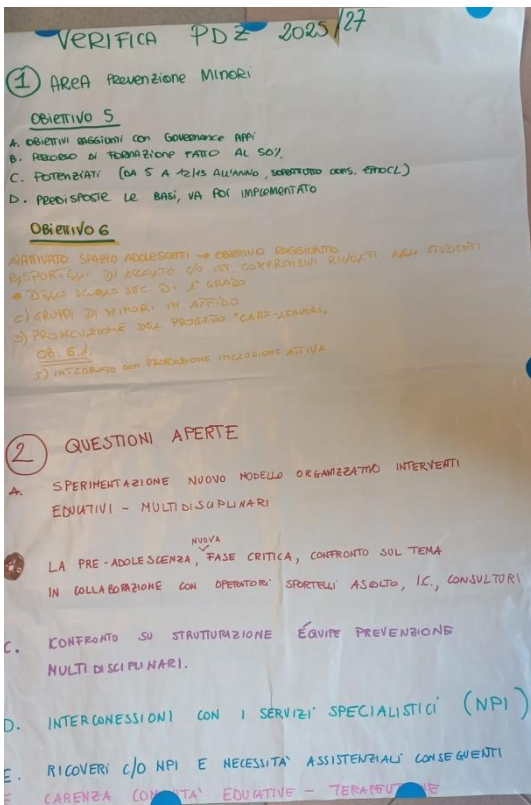 VERIFICA PDZ 2025/27
1 AREA PREVENZIONE MINORI
OBIETTIVO 5
A. OBIETTIVI RAGGIUNTI CON GOVERNANCE APPI
B. PERCORSO DI FORMAZIONE FATTO AL 50%.
C. POTENZIATI (DA 5 A 12/13 ALL'ANNO, SOPRATTUTTO CONS.
D. PREDISPOSTE LE BASI, VA POI IMPLEMENTATO
OBIETTIVO 6
A) ATTIVATO SPAZIO ADOLESCENTI → OBIETTIVO RAGGIUNTO
B) SPORTELLI DI ASCOLTO C/O IST. COMPRENSIVI RIVOLTI AGLI STUDENTI
DELLE SCUOLE SEC. DI 1° GRADO
C) GRUPPI DI MINORI IN AFFIDO
D) PROSECUZIONE DEL PROGETTO "CARE-LEAVERS"
OB. 6.1.
5) INTEGRATO CON PROGRESSIONE INCLUSIONE ATTIVA
2 QUESTIONI APERTE
A. SPERIMENTAZIONE NUOVO MODELLO ORGANIZZATIVO INTERVENTI
EDUCATIVI - MULTIDISCIPLINARI
LA PRE-ADOLESCENZA, NUOVA FASE CRITICA, CONFRONTO SUL TEMA
IN COLLABORAZIONE CON OPERATORI SPORTELLI ASCOLTO, I.C., CONSULTORI
C. CONFRONTO SU STRUTTURAZIONE ÉQUIPE PREVENZIONE
MULTIDISCIPLINARI.
D. INTERCONESSIONI CON I SERVIZI SPECIALISTICI (NPI)
E. RICOVERI C/O NPI E NECESSITA' ASSISTENZIALI CONSEGUENTI
F CARENZA COMUNITA' EDUCATIVE - TERAPEUTICHE